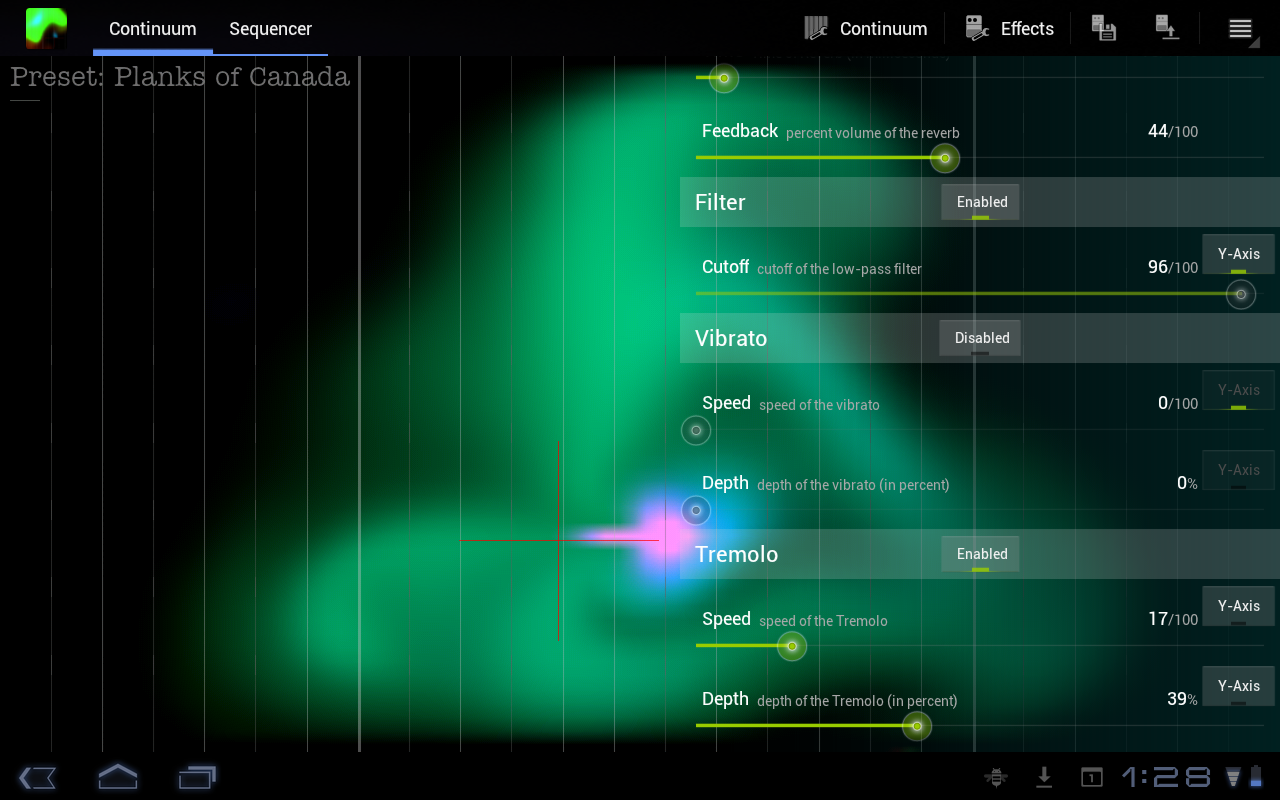 Continuum Sequencer Continuum Effects
Preset: Planks of Canada
Feedback percent volume of the reverb 44/100
Filter Enabled
Cutoff cutoff of the low-pass filter 96/100 Y-Axis
Vibrato Disabled
Speed speed of the vibrato 0/100 Y-Axis
Depth depth of the vibrato (in percent) 0% Y-Axis
Tremolo Enabled
Speed speed of the Tremolo 17/100 Y-Axis
Depth depth of the Tremolo (in percent) 39% Y-Axis
1 1:28